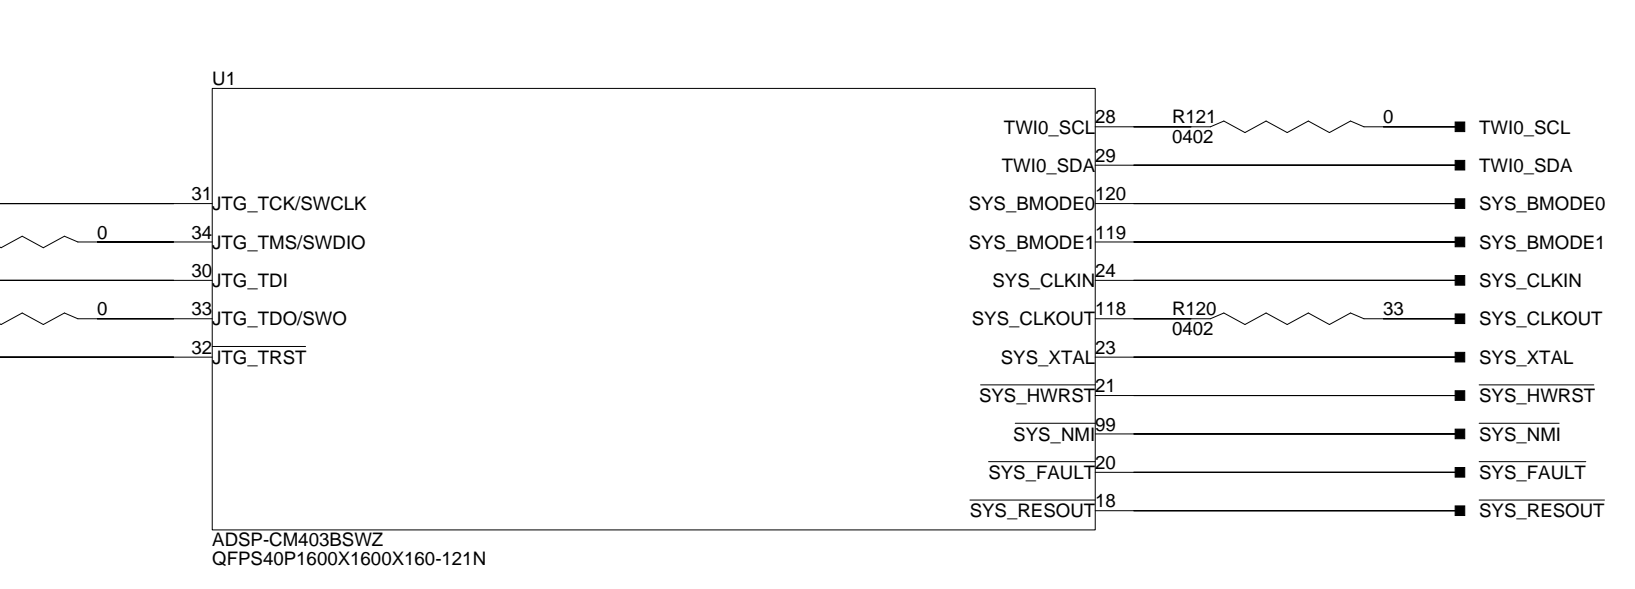 U1
TWI0_SCL 28 R121 0 TWI0_SCL
0402
TWI0_SDA 29 TWI0_SDA
31 JTG_TCK/SWCLK SYS_BMODE0 120 SYS_BMODE0
0 34 JTG_TMS/SWDIO SYS_BMODE1 119 SYS_BMODE1
30 JTG_TDI SYS_CLKIN 24 SYS_CLKIN
0 33 JTG_TDO/SWO SYS_CLKOUT 118 R120 33 SYS_CLKOUT
0402
32 JTG_TRST SYS_XTAL 23 SYS_XTAL
SYS_HWRST 21 SYS_HWRST
SYS_NMI 99 SYS_NMI
SYS_FAULT 20 SYS_FAULT
SYS_RESOUT 18 SYS_RESOUT
ADSP-CM403BSWZ
QFPS40P1600X1600X160-121N